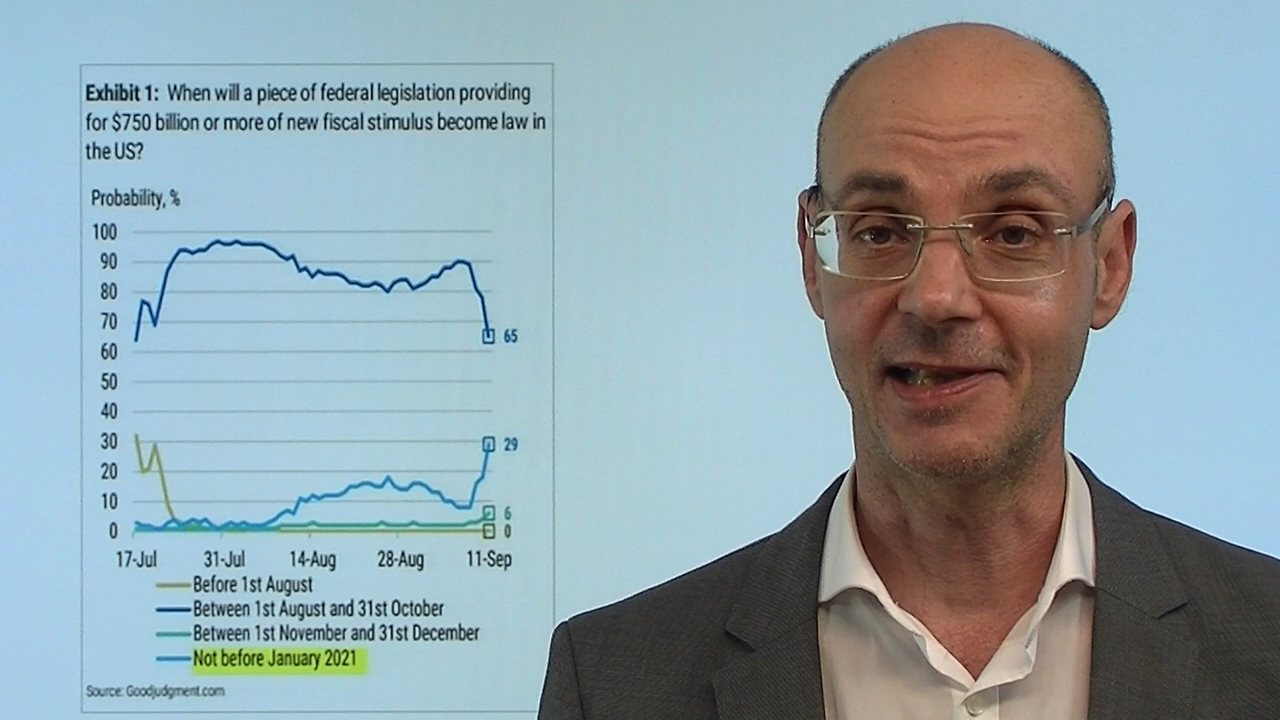 Exhibit 1: When will a piece of federal legislation providing
for $750 billion or more of new fiscal stimulus become law in
the US?
Probability, %
100
90
80
70
60
50
40
30
20
10
0
65
29
6
0
17-Jul 31-Jul 14-Aug 28-Aug 11-Sep
Before 1st August
Between 1st August and 31st October
Between 1st November and 31st December
Not before January 2021
Source: Goodjudgment.com